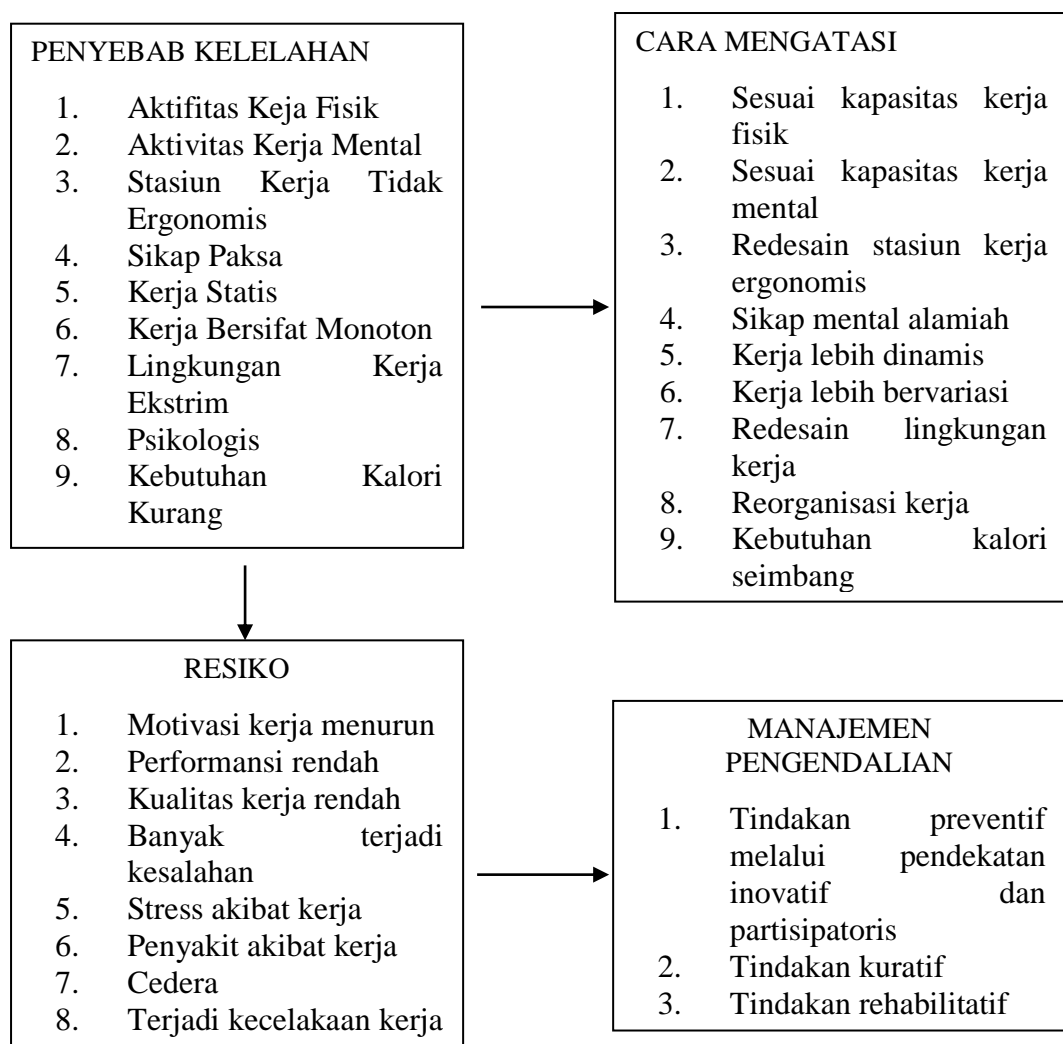 PENYEBAB KELELAHAN
1. Aktifitas Keja Fisik
2. Aktivitas Kerja Mental
3. Stasiun Kerja Tidak
Ergonomis
4. Sikap Paksa
5. Kerja Statis
6. Kerja Bersifat Monoton
7. Lingkungan Kerja
Ekstrim
8. Psikologis
9. Kebutuhan Kalori
Kurang
CARA MENGATASI
1. Sesuai kapasitas kerja
fisik
2. Sesuai kapasitas kerja
mental
3. Redesain stasiun kerja
ergonomis
4. Sikap mental alamiah
5. Kerja lebih dinamis
6. Kerja lebih bervariasi
7. Redesain lingkungan
kerja
8. Reorganisasi kerja
9. Kebutuhan kalori
seimbang
RESIKO
1. Motivasi kerja menurun
2. Performansi rendah
3. Kualitas kerja rendah
4. Banyak terjadi
kesalahan
5. Stress akibat kerja
6. Penyakit akibat kerja
7. Cedera
8. Terjadi kecelakaan kerja
MANAJEMEN
PENGENDALIAN
1. Tindakan preventif
melalui pendekatan
inovatif dan
partisipatoris
2. Tindakan kuratif
3. Tindakan rehabilitatif